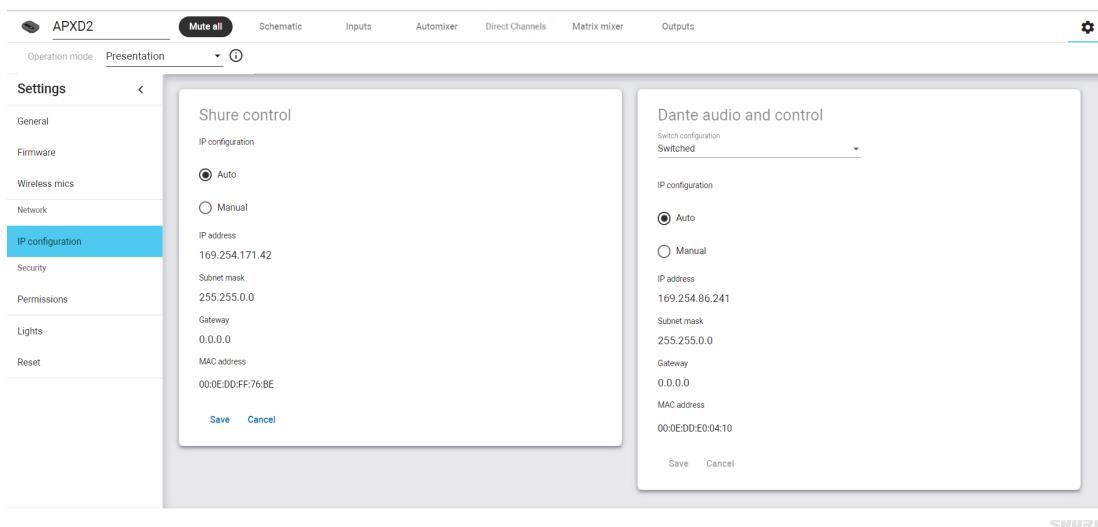 APXD2 Mute all Schematic Inputs Automixer Direct Channels Matrix mixer Outputs
Operation mode Presentation
Settings
General
Firmware
Wireless mics
Network
IP configuration
Security
Permissions
Lights
Reset
Shure control
IP configuration
Auto
Manual
IP address
169.254.171.42
Subnet mask
255.255.0.0
Gateway
0.0.0.0
MAC address
00:0E:DD:FF:76:BE
Save Cancel
Dante audio and control
Switch configuration
Switched
IP configuration
Auto
Manual
IP address
169.254.86.241
Subnet mask
255.255.0.0
Gateway
0.0.0.0
MAC address
00:0E:DD:E0:04:10
Save Cancel